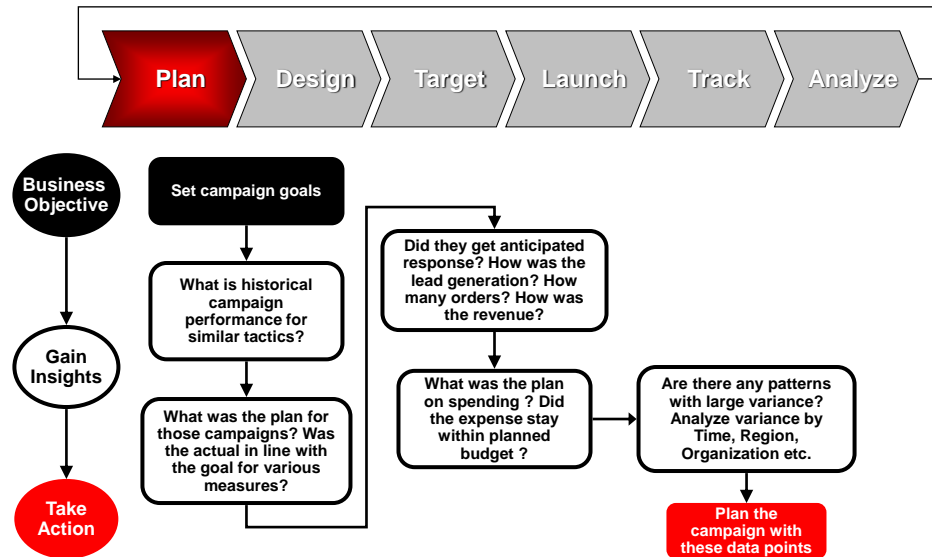 Plan
Design
Target
Launch
Track
Analyze
Business
Objective
Gain
Insights
Take
Action
Set campaign goals
What is historical
campaign
performance for
similar tactics?
What was the plan for
those campaigns? Was
the actual in line with
the goal for various
measures?
Did they get anticipated
response? How was the
lead generation? How
many orders? How was
the revenue?
What was the plan
on spending ? Did
the expense stay
within planned
budget ?
Are there any patterns
with large variance?
Analyze variance by
Time, Region,
Organization etc.
Plan the
campaign with
these data points